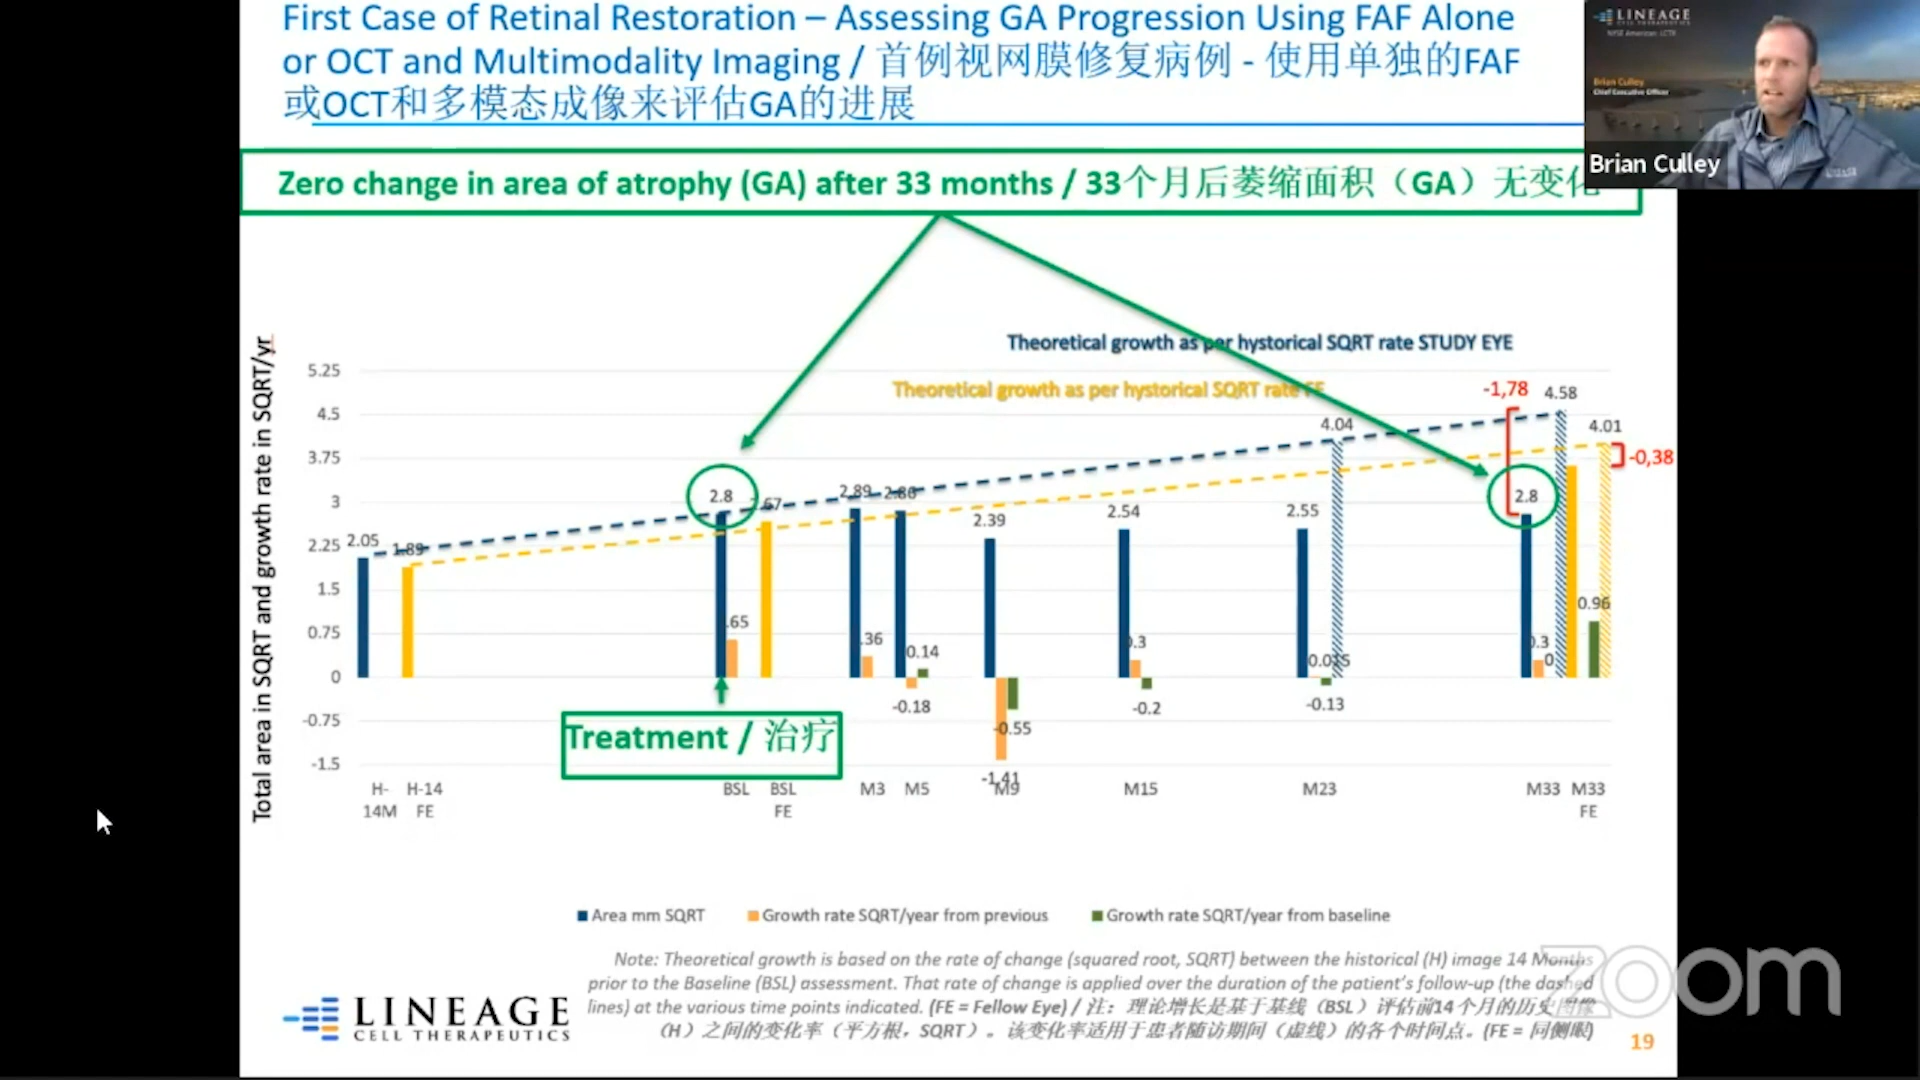 First Case of Retinal Restoration – Assessing GA Progression Using FAF Alone
or OCT and Multimodality Imaging / 首例视网膜修复病例 - 使用单独的FAF
或OCT和多模态成像来评估GA的进展
LINEAGE
CELL THERAPEUTICS
NYSE American: LCTX
Brian Culley
Chief Executive Officer
Brian Culley
Zero change in area of atrophy (GA) after 33 months / 33个月后萎缩面积（GA）无变化
Total area in SQRT and growth rate in SQRT/yr
Theoretical growth as per hystorical SQRT rate STUDY EYE
Theoretical growth as per hystorical SQRT rate FE
5.25
4.5
3.75
3
2.25
1.5
0.75
0
-0.75
-1.5
2.05
1.89
2.8
2.67
.65
2.89
2.86
.36
0.14
-0.18
2.39
-0.55
-1.41
2.54
0.3
-0.2
2.55
4.04
0.015
-0.13
-1,78
4.58
4.01
-0,38
2.8
0.3
0
0.96
Treatment / 治疗
H-14M
H-14 FE
BSL
BSL FE
M3
M5
M9
M15
M23
M33
M33 FE
Area mm SQRT
Growth rate SQRT/year from previous
Growth rate SQRT/year from baseline
Note: Theoretical growth is based on the rate of change (squared root, SQRT) between the historical (H) image 14 Months
prior to the Baseline (BSL) assessment. That rate of change is applied over the duration of the patient's follow-up (the dashed
lines) at the various time points indicated. (FE = Fellow Eye) / 注：理论增长是基于基线（BSL）评估前14个月的历史图像
（H）之间的变化率（平方根，SQRT）。该变化率适用于患者随访期间（虚线）的各个时间点。(FE = 同侧眼)
LINEAGE
CELL THERAPEUTICS
19
zoom